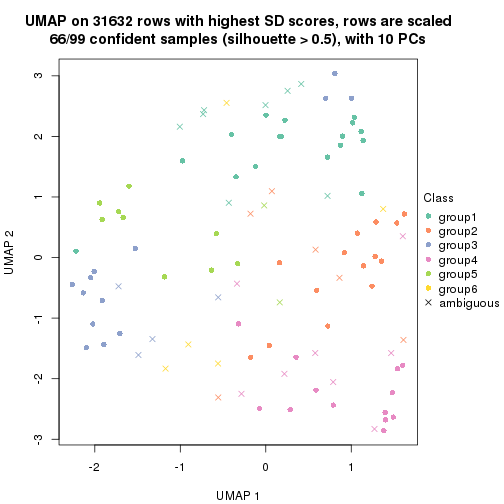 UMAP on 31632 rows with highest SD scores, rows are scaled
66/99 confident samples (silhouette > 0.5), with 10 PCs
3
2
1
0
-1
-2
-3
UMAP 2
-2
-1
0
1
UMAP 1
Class
group1
group2
group3
group4
group5
group6
ambiguous